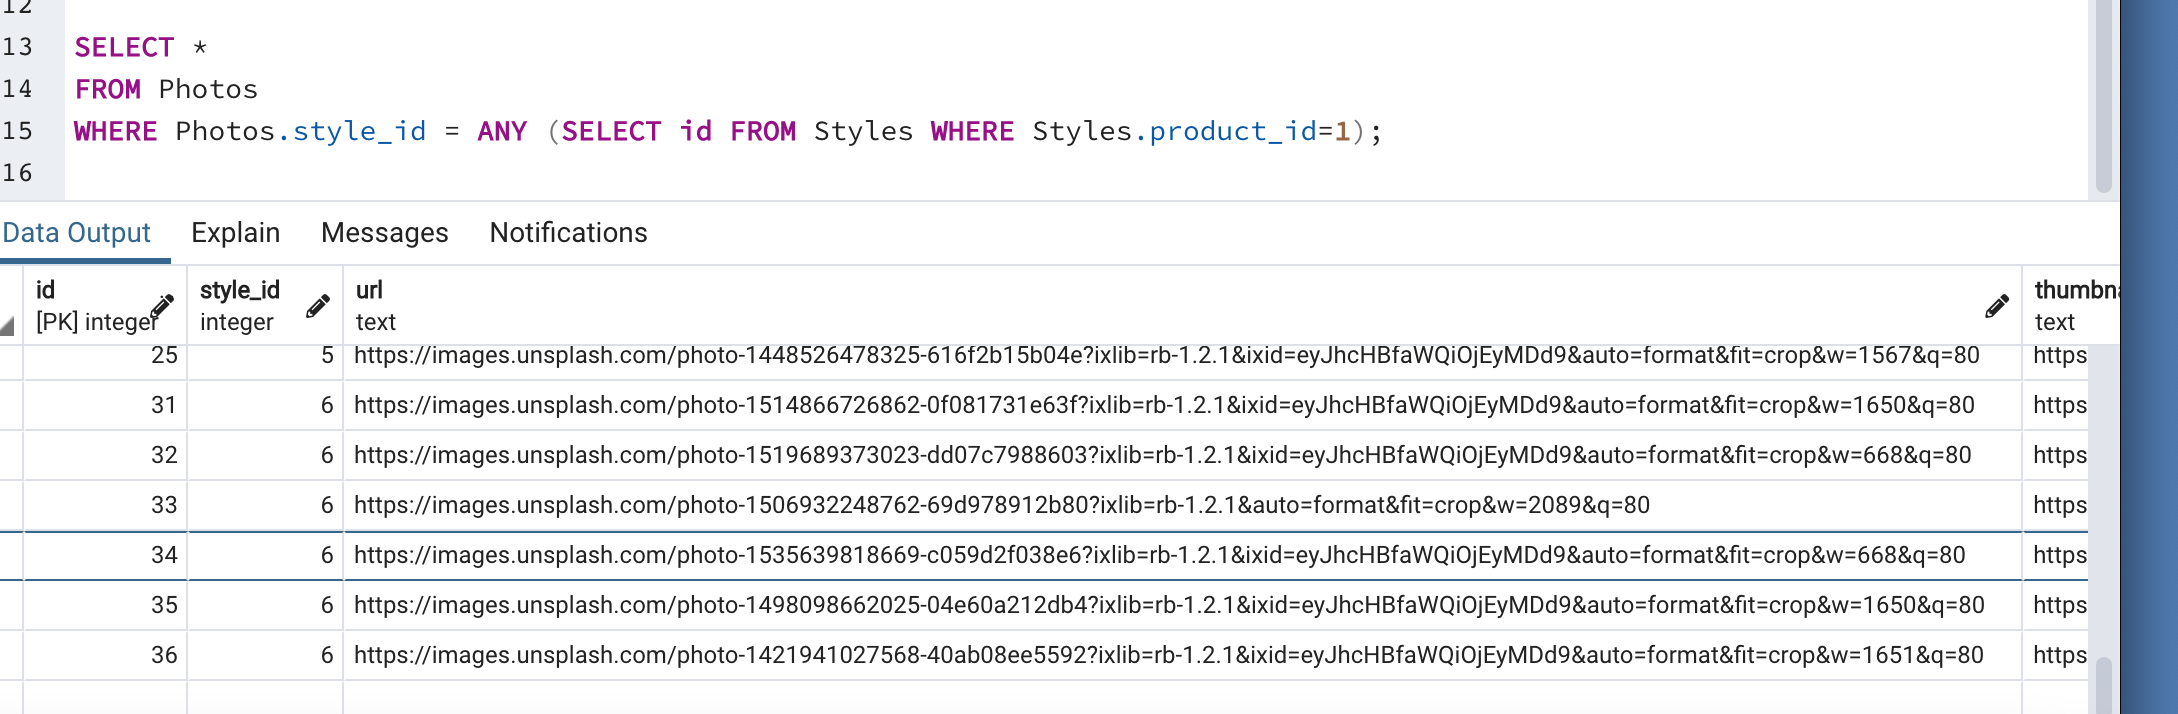 12
13 SELECT *
14 FROM Photos
15 WHERE Photos.style_id = ANY (SELECT id FROM Styles WHERE Styles.product_id=1);
16
Data Output Explain Messages Notifications
id style_id url thumbna
[PK] integer integer text text
25 5 https://images.unsplash.com/photo-1448526478325-616f2b15b04e?ixlib=rb-1.2.1&ixid=eyJhcHBfaWQiOjEyMDd9&auto=format&fit=crop&w=1567&q=80 https
31 6 https://images.unsplash.com/photo-1514866726862-0f081731e63f?ixlib=rb-1.2.1&ixid=eyJhcHBfaWQiOjEyMDd9&auto=format&fit=crop&w=1650&q=80 https
32 6 https://images.unsplash.com/photo-1519689373023-dd07c7988603?ixlib=rb-1.2.1&ixid=eyJhcHBfaWQiOjEyMDd9&auto=format&fit=crop&w=668&q=80 https
33 6 https://images.unsplash.com/photo-1506932248762-69d978912b80?ixlib=rb-1.2.1&auto=format&fit=crop&w=2089&q=80 https
34 6 https://images.unsplash.com/photo-1535639818669-c059d2f038e6?ixlib=rb-1.2.1&ixid=eyJhcHBfaWQiOjEyMDd9&auto=format&fit=crop&w=668&q=80 https
35 6 https://images.unsplash.com/photo-1498098662025-04e60a212db4?ixlib=rb-1.2.1&ixid=eyJhcHBfaWQiOjEyMDd9&auto=format&fit=crop&w=1650&q=80 https
36 6 https://images.unsplash.com/photo-1421941027568-40ab08ee5592?ixlib=rb-1.2.1&ixid=eyJhcHBfaWQiOjEyMDd9&auto=format&fit=crop&w=1651&q=80 https